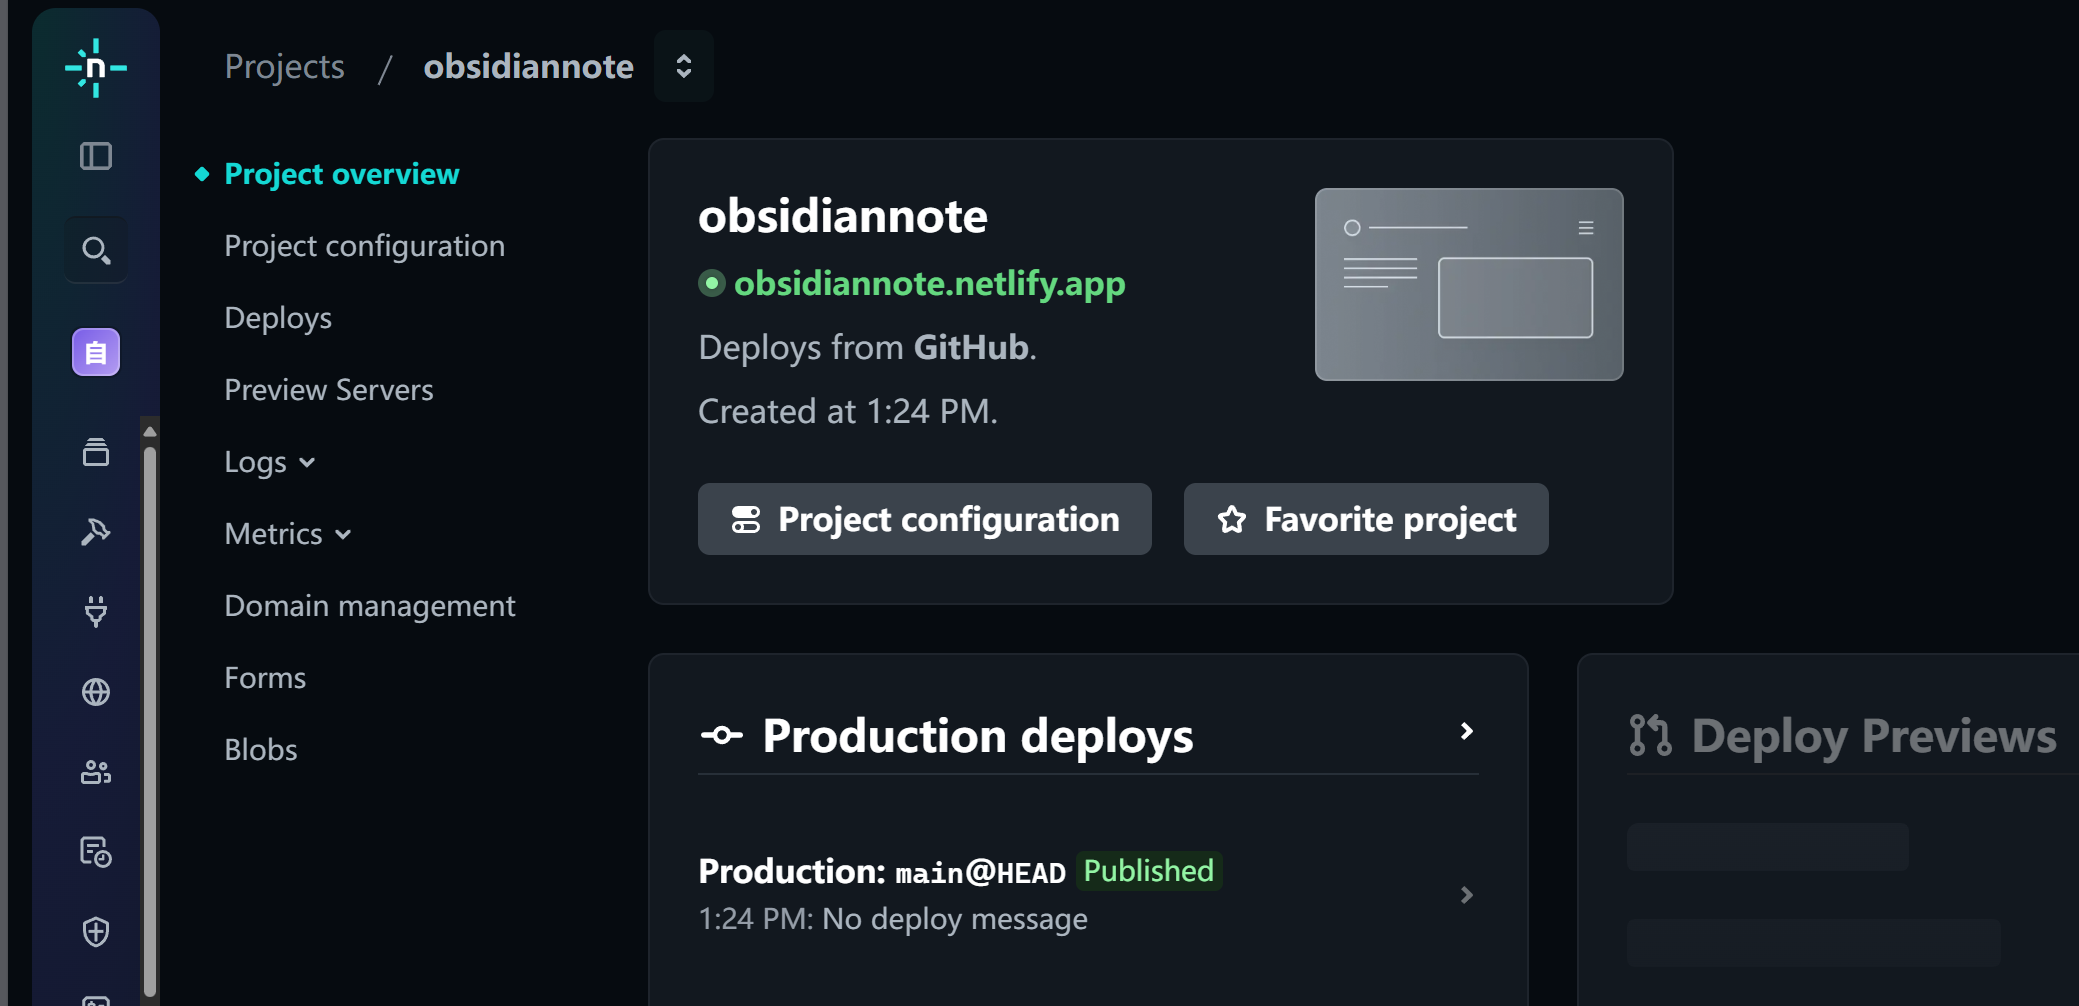 n
Projects / obsidiannote
Project overview
Project configuration
Deploys
Preview Servers
Logs
Metrics
Domain management
Forms
Blobs
obsidiannote
obsidiannote.netlify.app
Deploys from GitHub.
Created at 1:24 PM.
Project configuration
Favorite project
Production deploys
Production: main@HEAD Published
1:24 PM: No deploy message
Deploy Previews